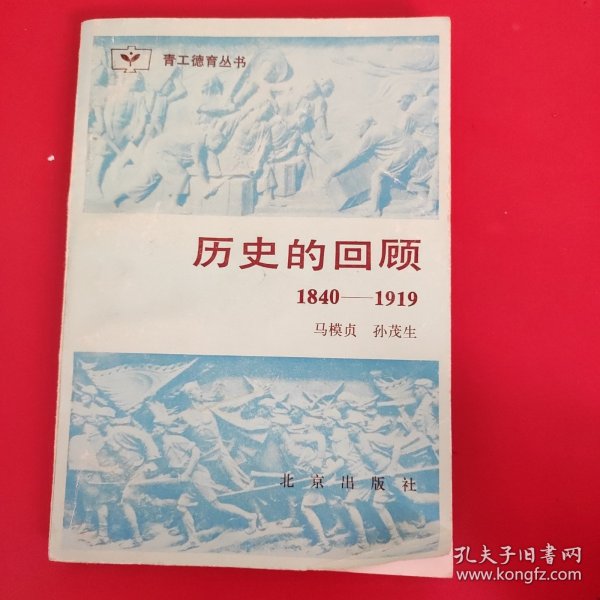 青工德育丛书
历史的回顾
1840——1919
马模贞 孙茂生
北京出版社
孔夫子旧书网
www.kongfz.com